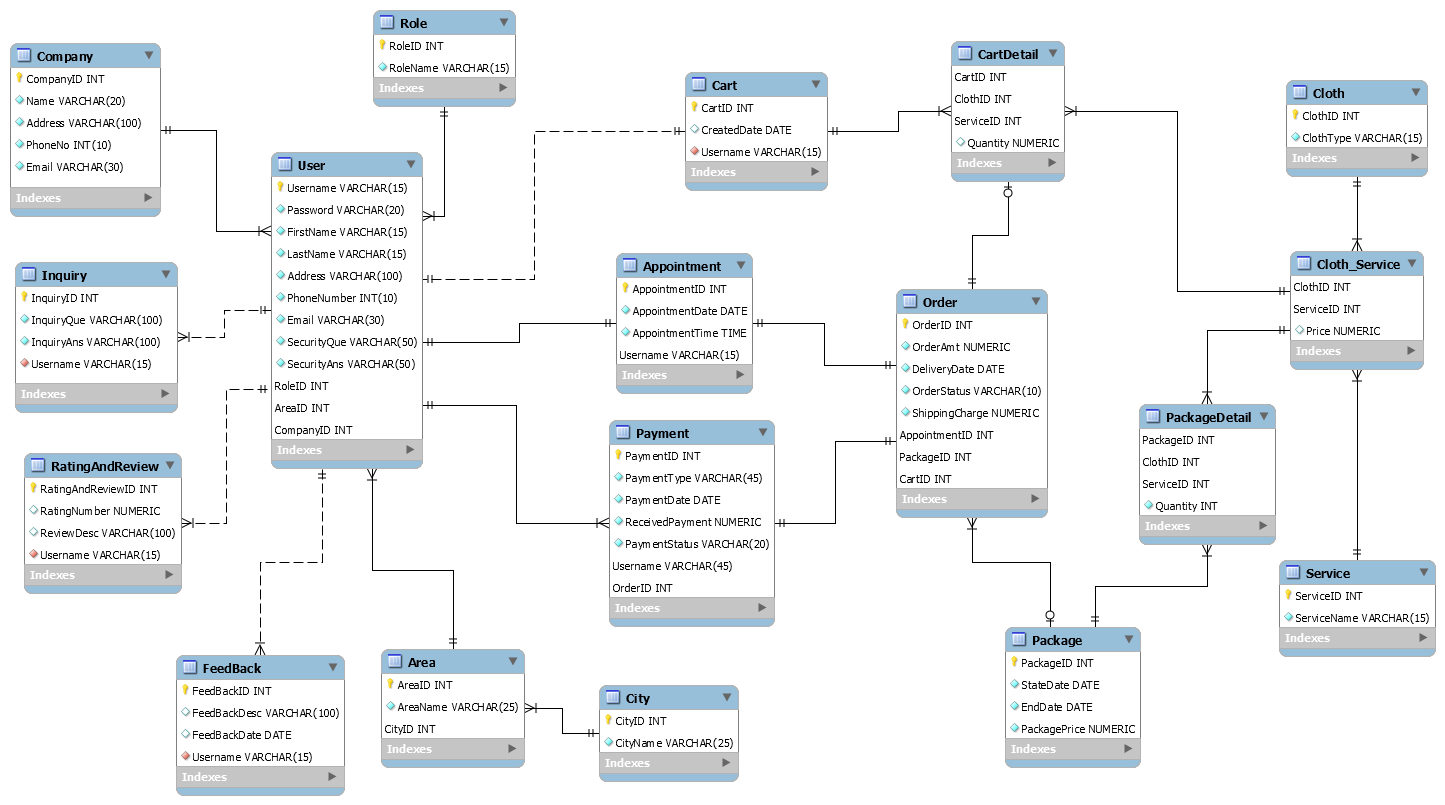 Company
CompanyID INT
Name VARCHAR(20)
Address VARCHAR(100)
PhoneNo INT(10)
Email VARCHAR(30)
Indexes
Role
RoleID INT
RoleName VARCHAR(15)
Indexes
User
Username VARCHAR(15)
Password VARCHAR(20)
FirstName VARCHAR(15)
LastName VARCHAR(15)
Address VARCHAR(100)
PhoneNumber INT(10)
Email VARCHAR(30)
SecurityQue VARCHAR(50)
SecurityAns VARCHAR(50)
RoleID INT
AreaID INT
CompanyID INT
Indexes
Inquiry
InquiryID INT
InquiryQue VARCHAR(100)
InquiryAns VARCHAR(100)
Username VARCHAR(15)
Indexes
RatingAndReview
RatingAndReviewID INT
RatingNumber NUMERIC
ReviewDesc VARCHAR(100)
Username VARCHAR(15)
Indexes
FeedBack
FeedBackID INT
FeedBackDesc VARCHAR(100)
FeedBackDate DATE
Username VARCHAR(15)
Indexes
Area
AreaID INT
AreaName VARCHAR(25)
CityID INT
Indexes
City
CityID INT
CityName VARCHAR(25)
Indexes
Cart
CartID INT
CreatedDate DATE
Username VARCHAR(15)
Indexes
Appointment
AppointmentID INT
AppointmentDate DATE
AppointmentTime TIME
Username VARCHAR(15)
Indexes
Payment
PaymentID INT
PaymentType VARCHAR(45)
PaymentDate DATE
ReceivedPayment NUMERIC
PaymentStatus VARCHAR(20)
Username VARCHAR(45)
OrderID INT
Indexes
CartDetail
CartID INT
ClothID INT
ServiceID INT
Quantity NUMERIC
Indexes
Order
OrderID INT
OrderAmt NUMERIC
DeliveryDate DATE
OrderStatus VARCHAR(10)
ShippingCharge NUMERIC
AppointmentID INT
PackageID INT
CartID INT
Indexes
Package
PackageID INT
StateDate DATE
EndDate DATE
PackagePrice NUMERIC
Indexes
Cloth
ClothID INT
ClothType VARCHAR(15)
Indexes
Cloth_Service
ClothID INT
ServiceID INT
Price NUMERIC
Indexes
PackageDetail
PackageID INT
ClothID INT
ServiceID INT
Quantity INT
Indexes
Service
ServiceID INT
ServiceName VARCHAR(15)
Indexes